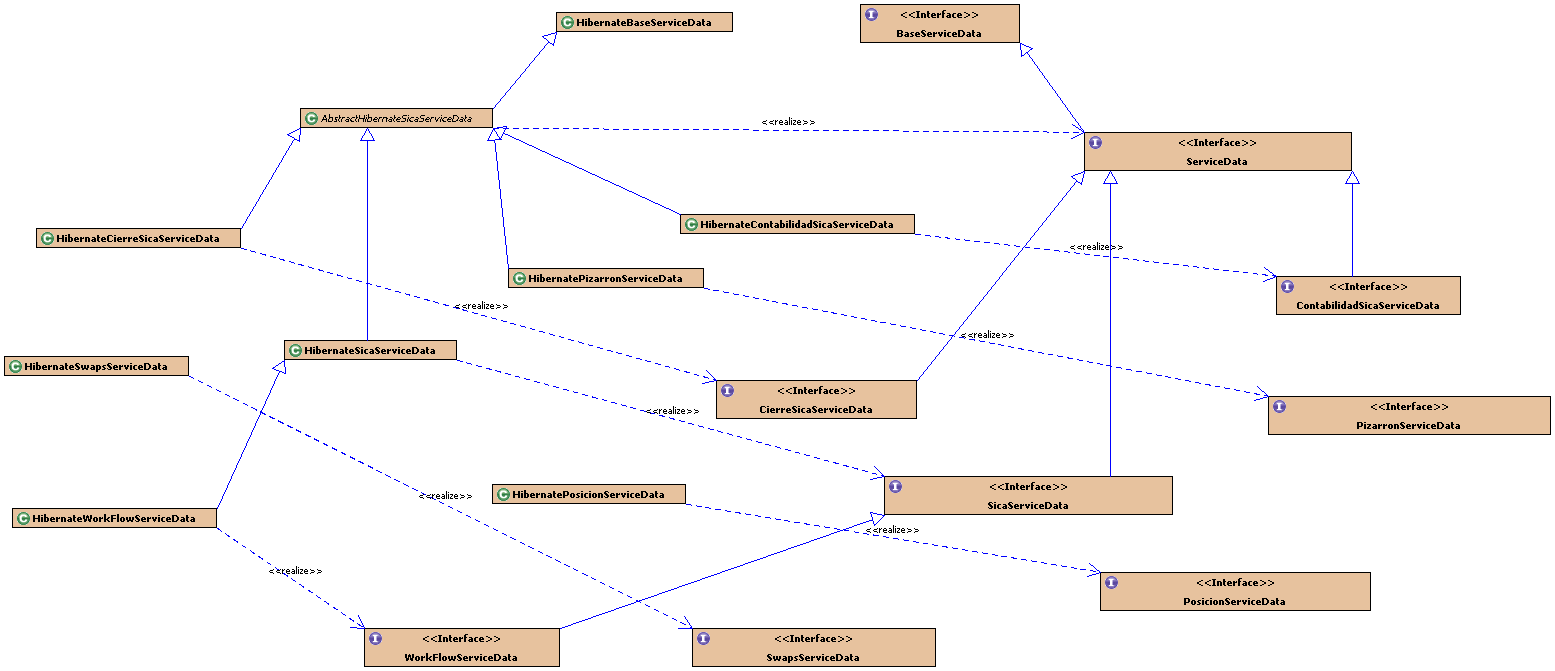 HibernateBaseServiceData
<<Interface>>
BaseServiceData
AbstractHibernateSicaServiceData
<<realize>>
<<Interface>>
ServiceData
HibernateContabilidadSicaServiceData
HibernateCierreSicaServiceData
<<realize>>
HibernatePizarronServiceData
<<Interface>>
ContabilidadSicaServiceData
<<realize>>
<<realize>>
HibernateSicaServiceData
HibernateSwapsServiceData
<<Interface>>
CierreSicaServiceData
<<realize>>
<<Interface>>
PizarronServiceData
<<realize>>
HibernatePosicionServiceData
<<Interface>>
SicaServiceData
HibernateWorkFlowServiceData
<<realize>>
<<realize>>
<<Interface>>
PosicionServiceData
<<Interface>>
WorkFlowServiceData
<<Interface>>
SwapsServiceData